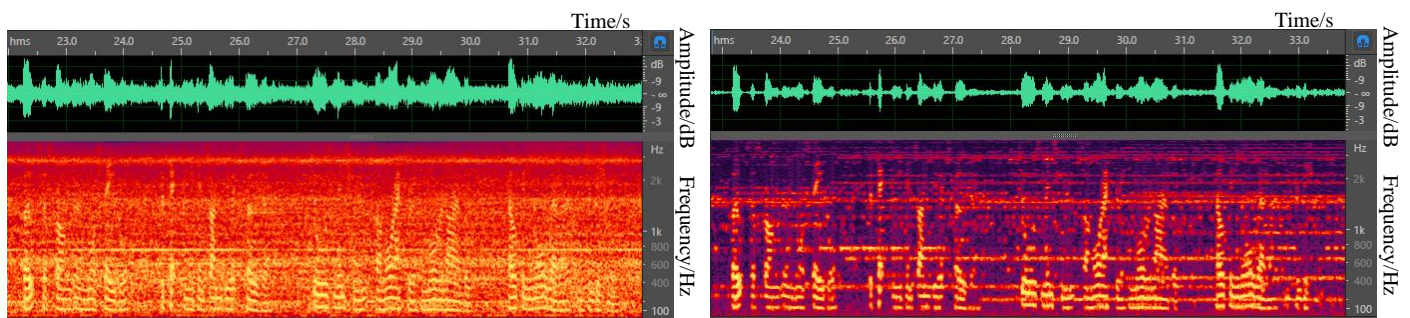 Time/s
hms 23.0 24.0 25.0 26.0 27.0 28.0 29.0 30.0 31.0 32.0 3
dB
-9
-∞
-9
-3
Amplitude/dB
Hz
2k
1k
800
600
400
100
Frequency/Hz
Time/s
hms 24.0 25.0 26.0 27.0 28.0 29.0 30.0 31.0 32.0 33.0
dB
-9
-∞
-9
-3
Amplitude/dB
Hz
2k
1k
800
600
400
100
Frequency/Hz